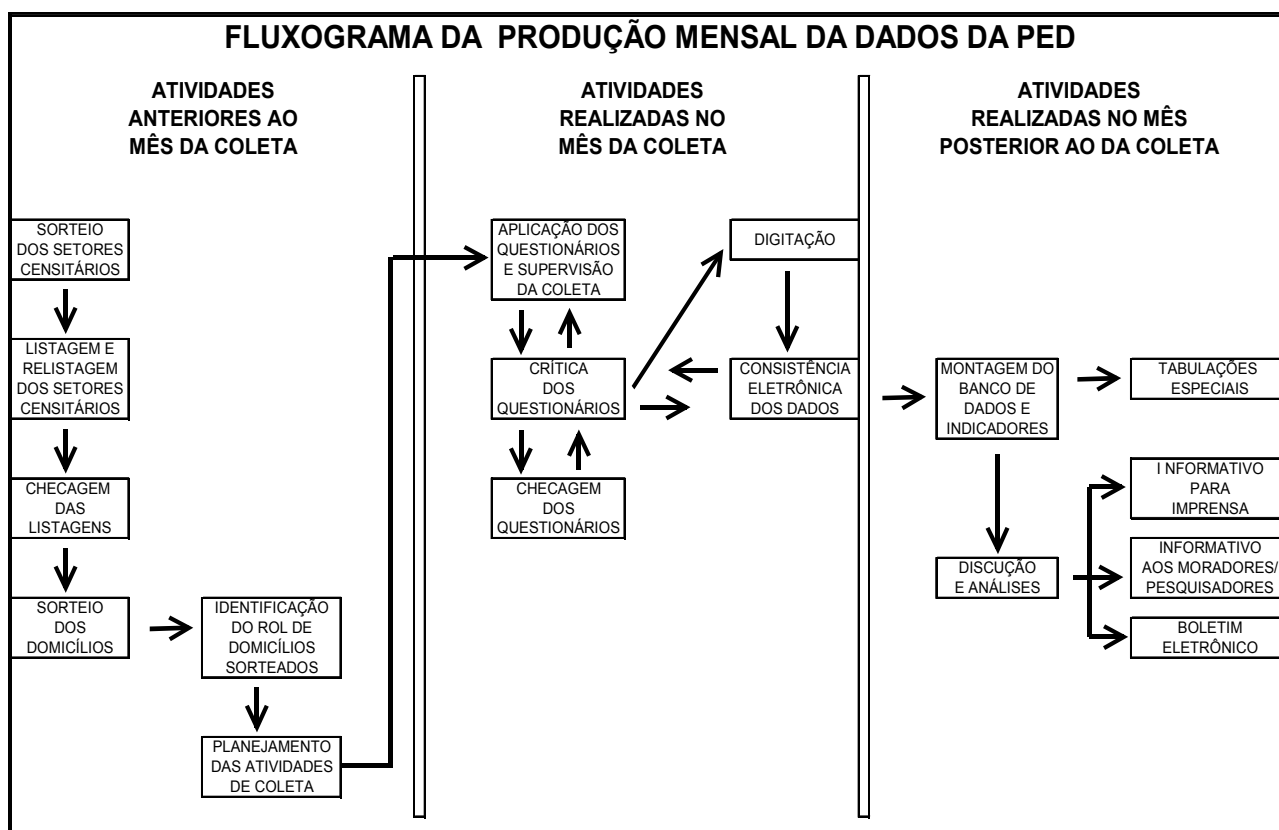 FLUXOGRAMA DA PRODUÇÃO MENSAL DA DADOS DA PED
ATIVIDADES
ANTERIORES AO
MÊS DA COLETA
SORTEIO
DOS SETORES
CENSITÁRIOS
LISTAGEM E
RELISTAGEM
DOS SETORES
CENSITÁRIOS
CHECAGEM
DAS
LISTAGENS
SORTEIO
DOS
DOMICÍLIOS
IDENTIFICAÇÃO
DO ROL DE
DOMICÍLIOS
SORTEADOS
PLANEJAMENTO
DAS ATIVIDADES
DE COLETA
ATIVIDADES
REALIZADAS NO
MÊS DA COLETA
APLICAÇÃO DOS
QUESTIONÁRIOS
E SUPERVISÃO
DA COLETA
CRÍTICA
DOS
QUESTIONÁRIOS
CHECAGEM
DOS
QUESTIONÁRIOS
DIGITAÇÃO
CONSISTÊNCIA
ELETRÔNICA
DOS DADOS
ATIVIDADES
REALIZADAS NO MÊS
POSTERIOR AO DA COLETA
MONTAGEM DO
BANCO DE
DADOS E
INDICADORES
DISCUÇÃO
E ANÁLISES
TABULAÇÕES
ESPECIAIS
I NFORMATIVO
PARA
IMPRENSA
INFORMATIVO
AOS MORADORES/
PESQUISADORES
BOLETIM
ELETRÔNICO